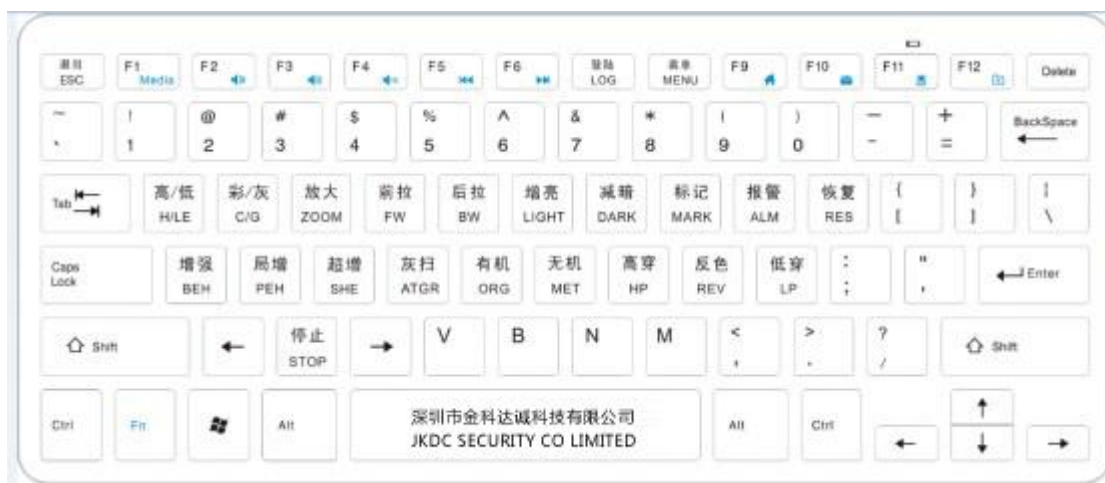 退出 F1 F2 F3 F4 F5 F6 登陆 菜单 F9 F10 F11 F12 Delete
ESC Media LOG MENU
~ ! @ # $ % ^ & * ( ) — + BackSpace
` 1 2 3 4 5 6 7 8 9 0 - =
Tab 高/低 彩/灰 放大 前拉 后拉 增亮 减暗 标记 报警 恢复 { } |
H/LE C/G ZOOM FW BW LIGHT DARK MARK ALM RES [ ] \
Caps 增强 局增 超增 灰扫 有机 无机 高穿 反色 低穿 : " Enter
Lock BEH PEH SHE ATGR ORG MET HP REV LP ; '
Shift ← 停止 → V B N M < > ? Shift
STOP , . /
Ctrl Fn Alt 深圳市金科达诚科技有限公司 Alt Ctrl ↑
JKDC SECURITY CO LIMITED ← ↓ →